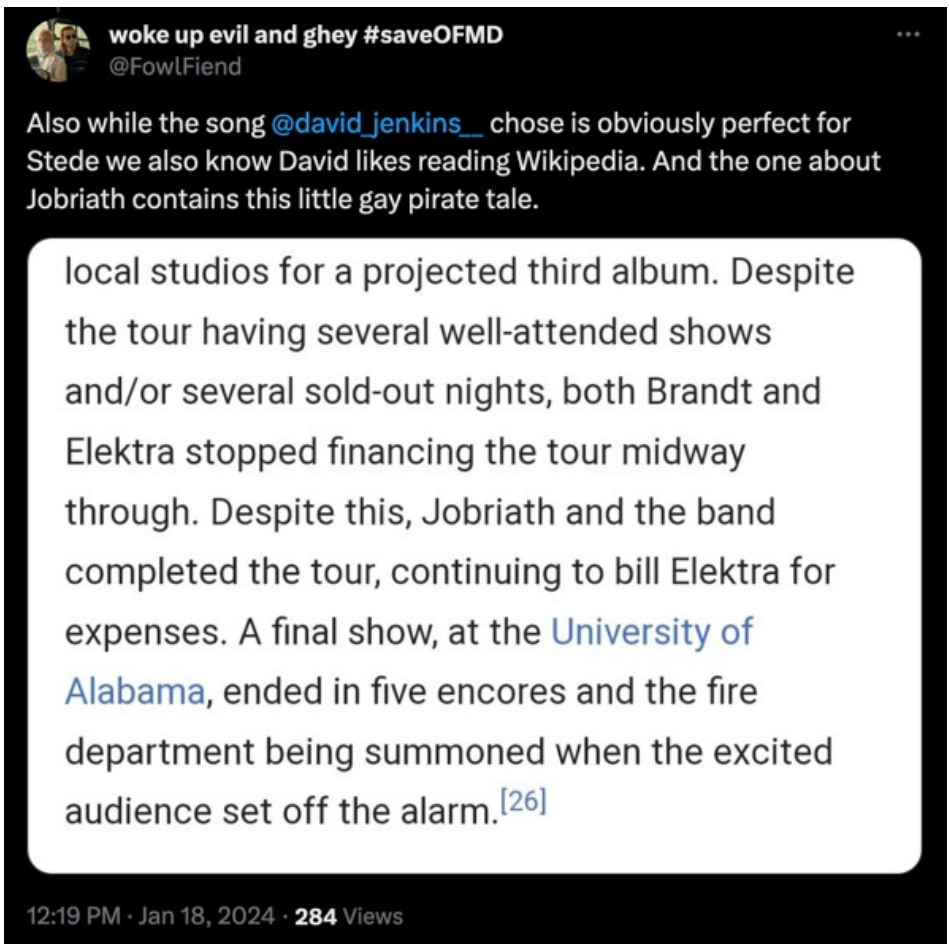 woke up evil and ghey #saveOFMD
@FowlFiend
Also while the song @david_jenkins__ chose is obviously perfect for
Stede we also know David likes reading Wikipedia. And the one about
Jobriath contains this little gay pirate tale.
local studios for a projected third album. Despite
the tour having several well-attended shows
and/or several sold-out nights, both Brandt and
Elektra stopped financing the tour midway
through. Despite this, Jobriath and the band
completed the tour, continuing to bill Elektra for
expenses. A final show, at the University of
Alabama, ended in five encores and the fire
department being summoned when the excited
audience set off the alarm.[26]
12:19 PM · Jan 18, 2024 · 284 Views